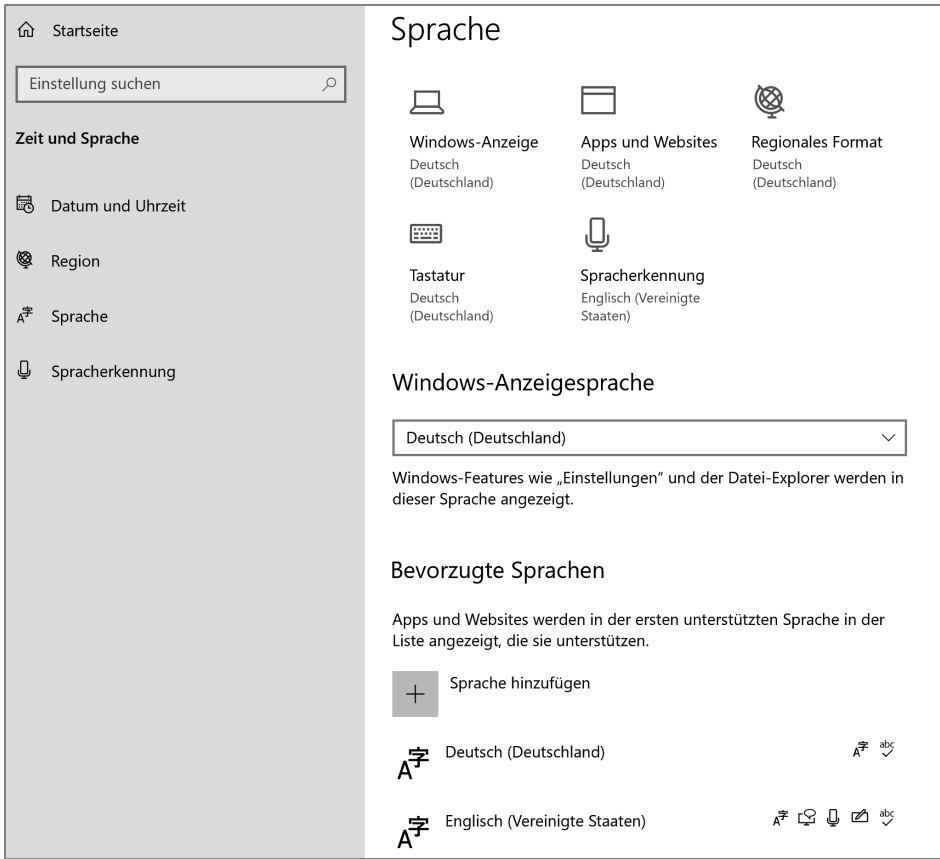 Startseite
Einstellung suchen
Zeit und Sprache
Datum und Uhrzeit
Region
Sprache
Spracherkennung
Sprache
Windows-Anzeige
Deutsch
(Deutschland)
Apps und Websites
Deutsch
(Deutschland)
Regionales Format
Deutsch
(Deutschland)
Tastatur
Deutsch
(Deutschland)
Spracherkennung
Englisch (Vereinigte
Staaten)
Windows-Anzeigesprache
Deutsch (Deutschland)
Windows-Features wie „Einstellungen“ und der Datei-Explorer werden in
dieser Sprache angezeigt.
Bevorzugte Sprachen
Apps und Websites werden in der ersten unterstützten Sprache in der
Liste angezeigt, die sie unterstützen.
Sprache hinzufügen
Deutsch (Deutschland)
Englisch (Vereinigte Staaten)